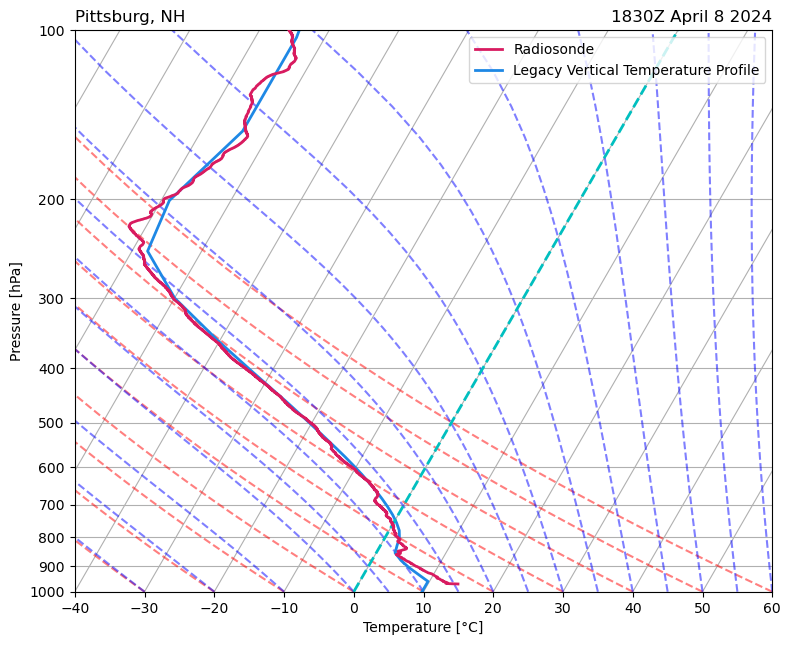 Pittsburg, NH 1830Z April 8 2024
Radiosonde
Legacy Vertical Temperature Profile
100
200
300
400
500
600
700
800
900
1000
Pressure [hPa]
−40 −30 −20 −10 0 10 20 30 40 50 60
Temperature [°C]